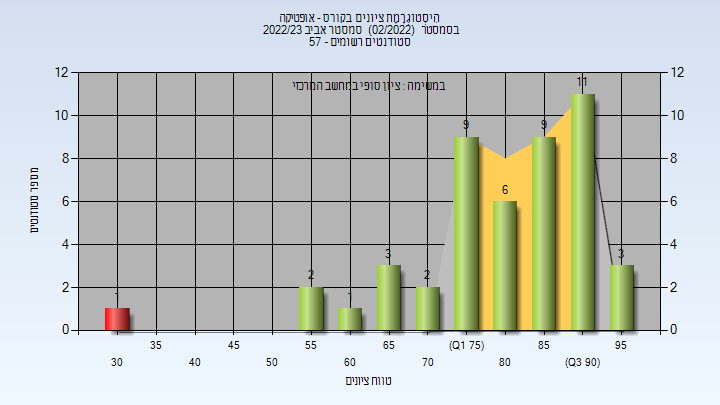 היסטוגרמת ציונים בקורס - אופטיקה
בסמסטר (02/2022) סמסטר אביב 2022/23
סטודנטים רשומים - 57
במשימה : ציון סופי במחשב המרכזי
מספר סטודנטים
12 12
10 10
8 8
6 6
4 4
2 2
0 0
1 2 1 3 2 9 6 9 11 3
35 45 55 65 (Q1 75) 85 95
30 40 50 60 70 80 (Q3 90)
טווח ציונים